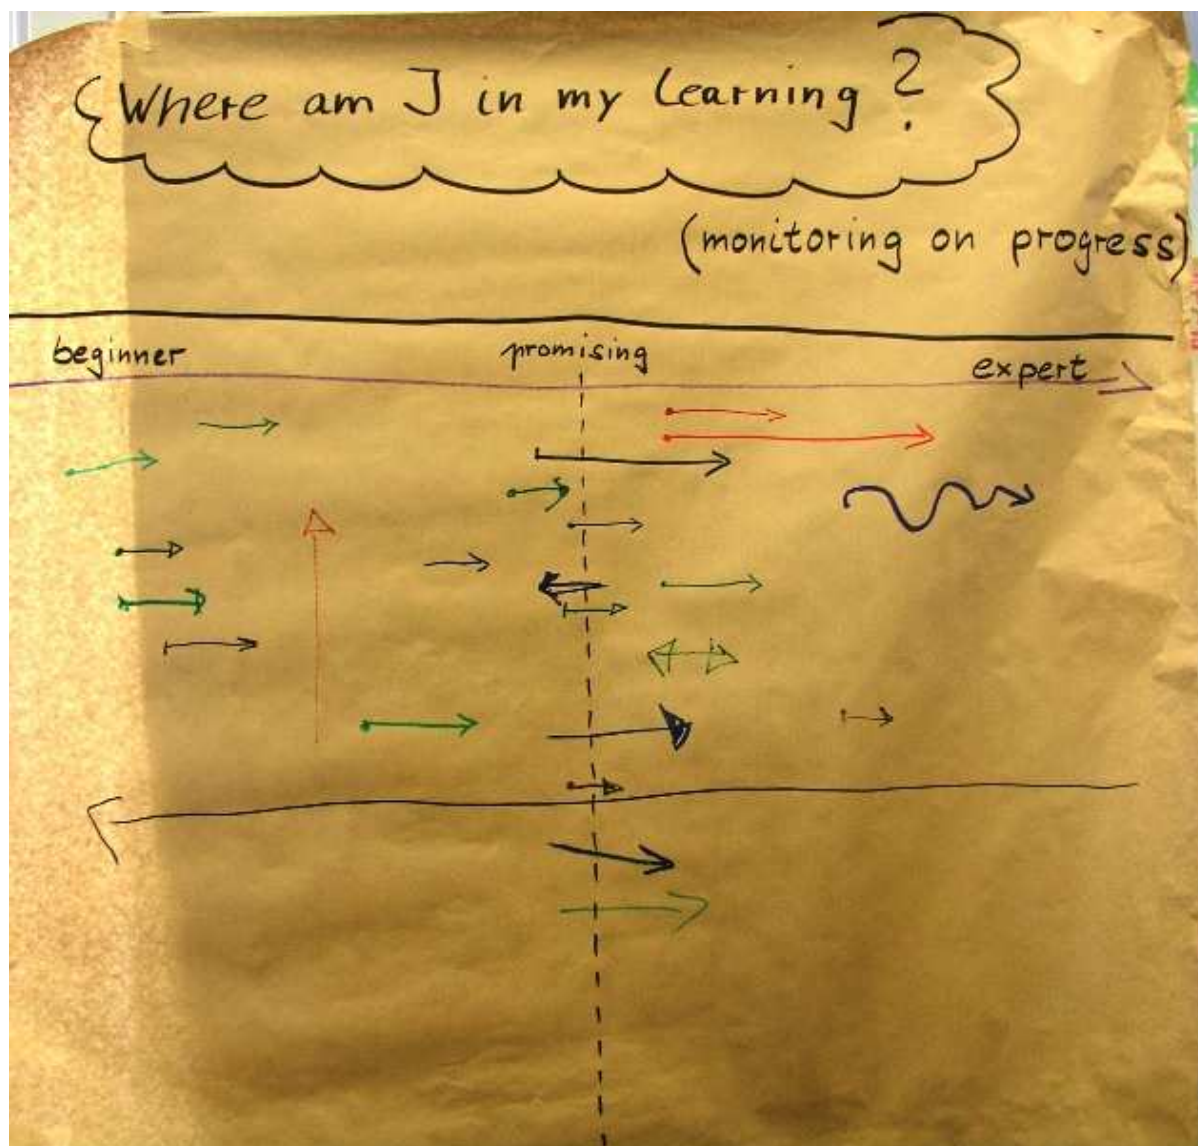 Where am I in my learning ?
(monitoring on progress)
beginner promising expert